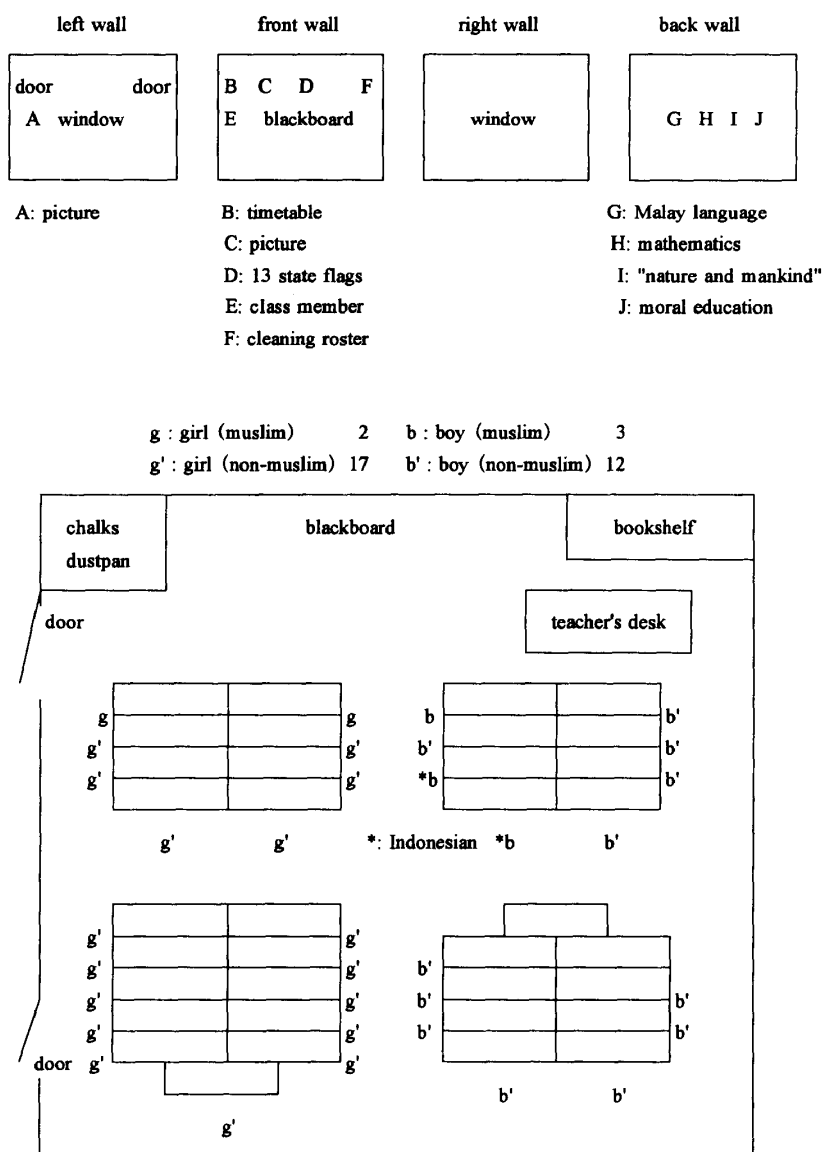 left wall front wall right wall back wall
door door B C D F
A window E blackboard window G H I J
A: picture B: timetable G: Malay language
C: picture H: mathematics
D: 13 state flags I: "nature and mankind"
E: class member J: moral education
F: cleaning roster
g : girl (muslim) 2 b : boy (muslim) 3
g' : girl (non-muslim) 17 b' : boy (non-muslim) 12
chalks blackboard bookshelf
dustpan
door teacher's desk
g g b b'
g' g' b' b'
g' g' *b b'
g' g' *: Indonesian *b b'
g' g'
g' g' b'
g' g' b' b'
g' g' b' b'
door g' g'
b' b'
g'